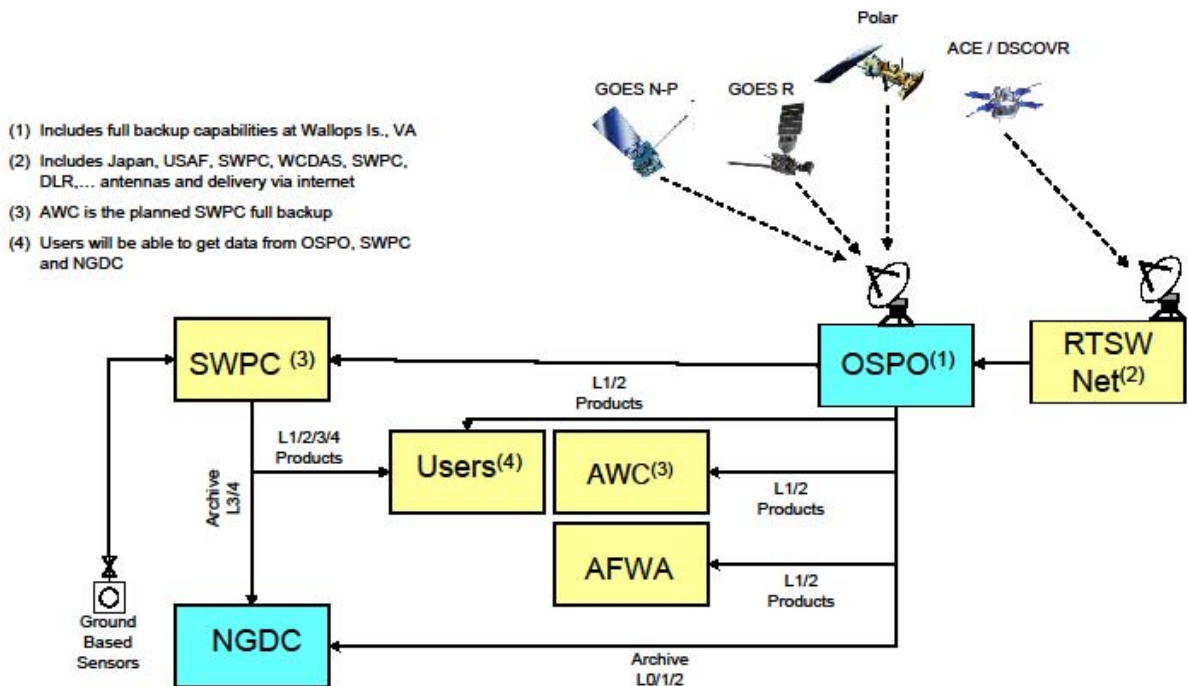 Polar
ACE / DSCOVR
GOES N-P
GOES R
(1) Includes full backup capabilities at Wallops Is., VA
(2) Includes Japan, USAF, SWPC, WCDAS, SWPC,
DLR,... antennas and delivery via internet
(3) AWC is the planned SWPC full backup
(4) Users will be able to get data from OSPO, SWPC
and NGDC
SWPC (3)
OSPO(1)
RTSW
Net(2)
L1/2
Products
L1/2/3/4
Products
Users(4)
AWC(3)
L1/2
Products
Archive
L3/4
AFWA
L1/2
Products
Ground
Based
Sensors
NGDC
Archive
L0/1/2